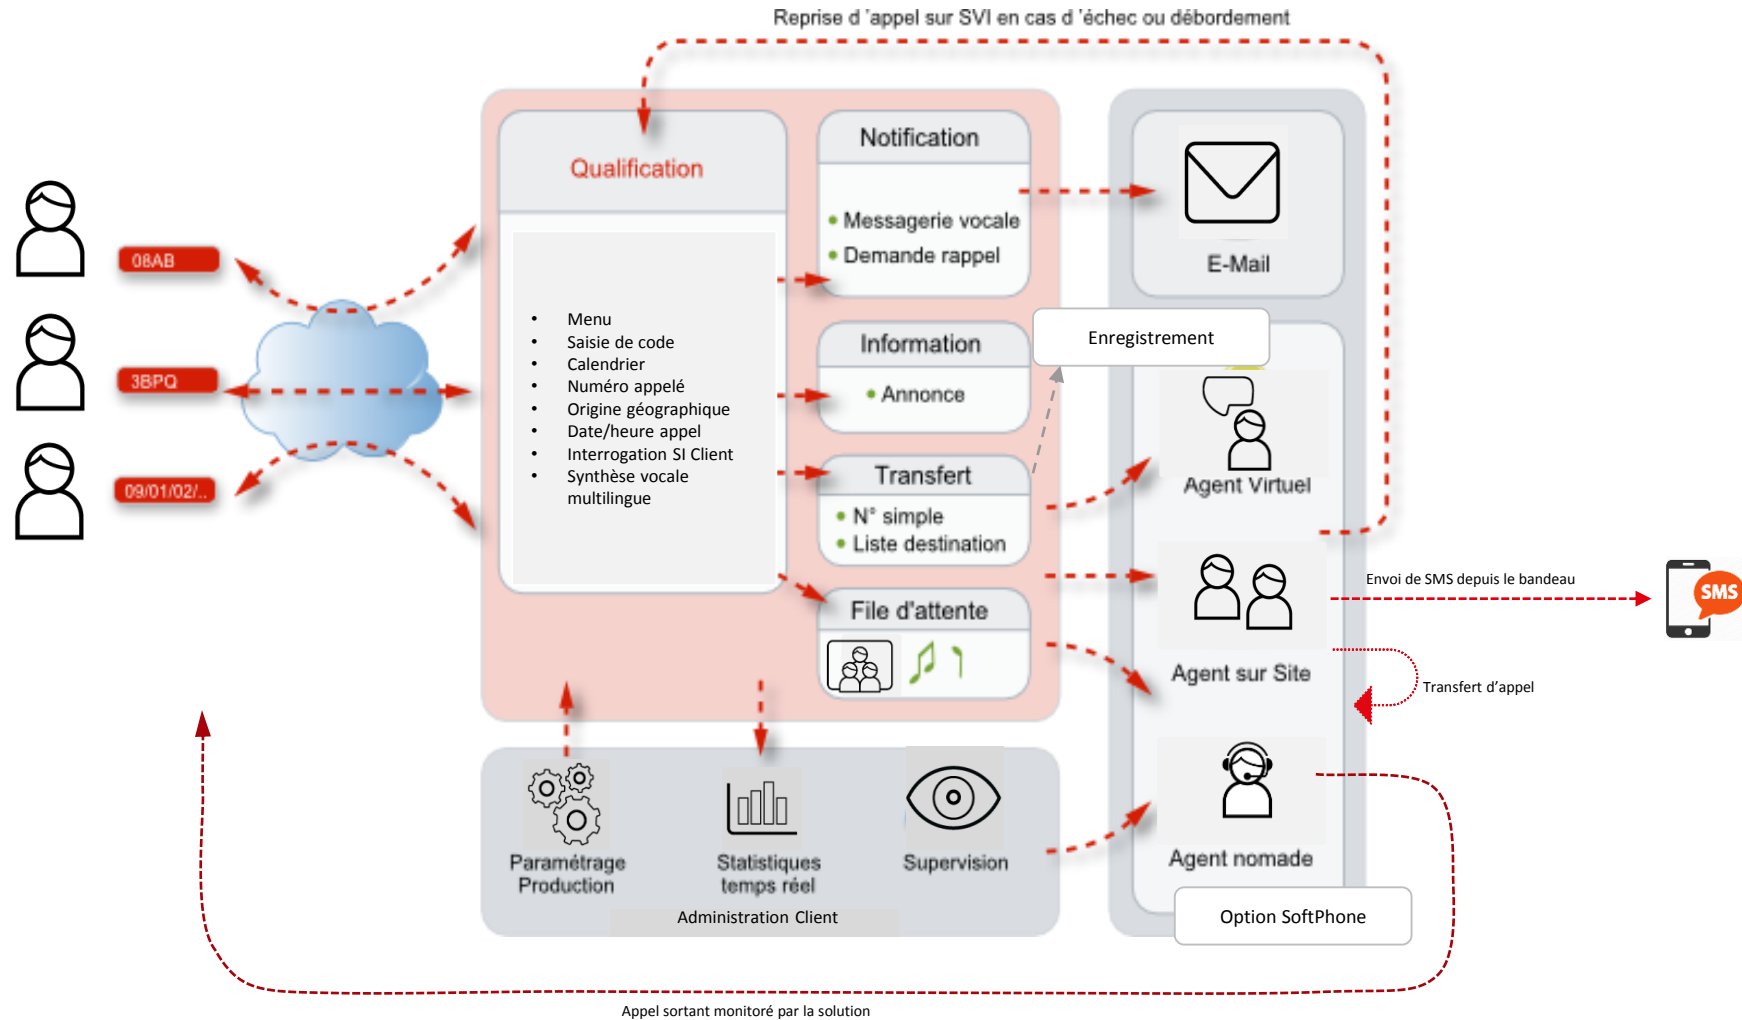 Reprise d 'appel sur SVI en cas d 'échec ou débordement
Qualification
Menu
Saisie de code
Calendrier
Numéro appelé
Origine géographique
Date/heure appel
Interrogation SI Client
Synthèse vocale
multilingue
08AB
3BPQ
09/01/02/..
Notification
Messagerie vocale
Demande rappel
Information
Annonce
Transfert
N° simple
Liste destination
File d'attente
Enregistrement
E-Mail
Agent Virtuel
Agent sur Site
Agent nomade
Option SoftPhone
Envoi de SMS depuis le bandeau
SMS
Transfert d'appel
Paramétrage
Production
Statistiques
temps réel
Supervision
Administration Client
Appel sortant monitoré par la solution